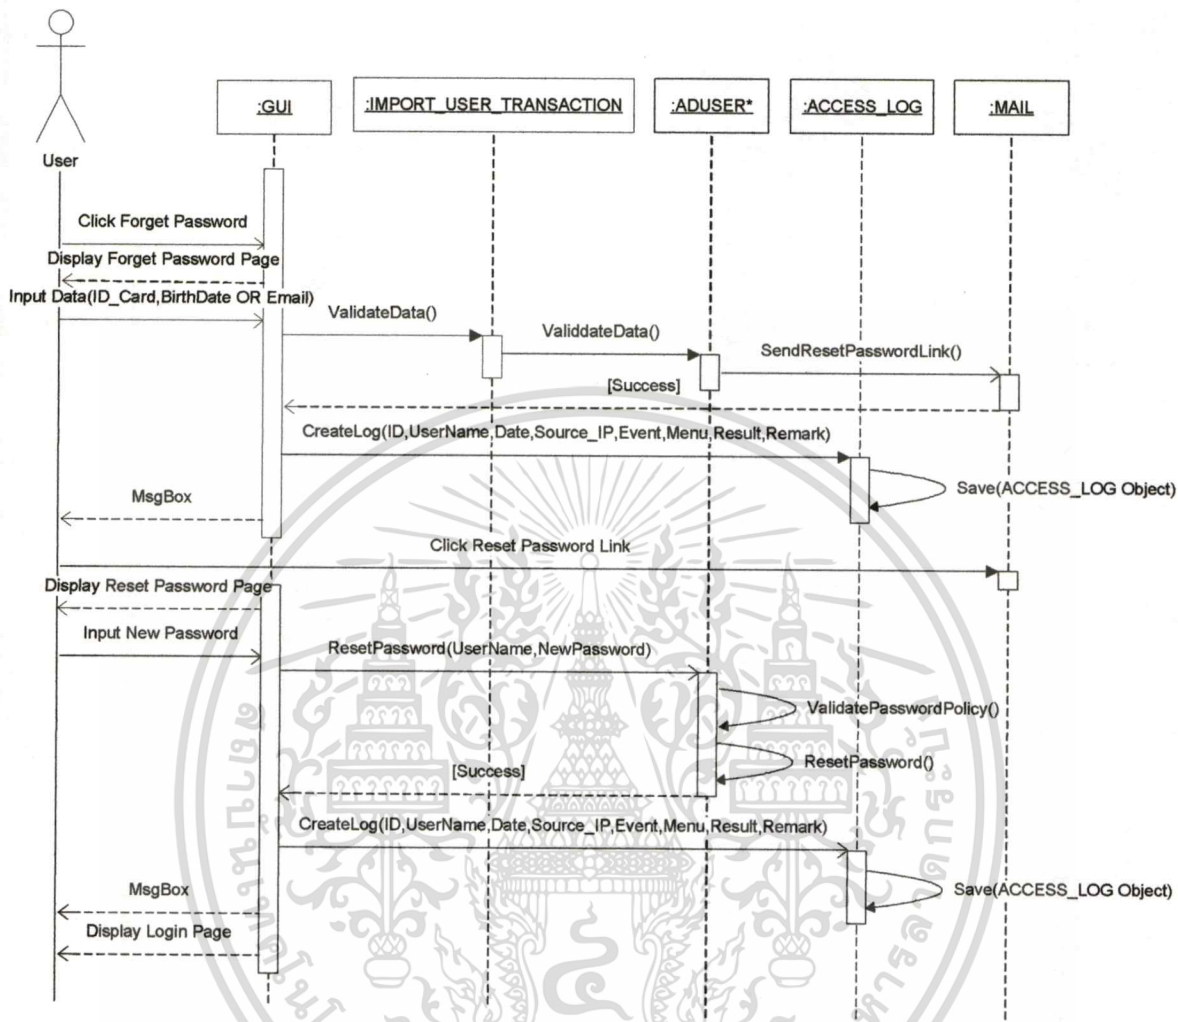 :GUI
:IMPORT_USER_TRANSACTION
:ADUSER*
:ACCESS_LOG
:MAIL
User
Click Forget Password
Display Forget Password Page
Input Data(ID_Card,BirthDate OR Email)
ValidateData()
ValiddateData()
SendResetPasswordLink()
[Success]
CreateLog(ID,UserName,Date,Source_IP,Event,Menu,Result,Remark)
Save(ACCESS_LOG Object)
MsgBox
Click Reset Password Link
Display Reset Password Page
Input New Password
ResetPassword(UserName,NewPassword)
ValidatePasswordPolicy()
ResetPassword()
[Success]
CreateLog(ID,UserName,Date,Source_IP,Event,Menu,Result,Remark)
Save(ACCESS_LOG Object)
MsgBox
Display Login Page